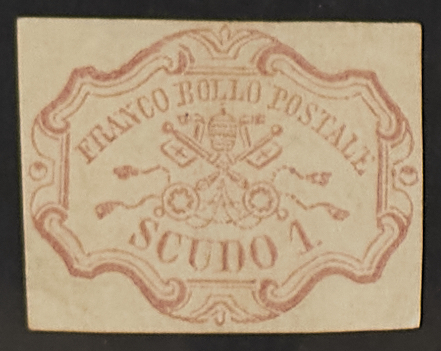 FRANCO BOLLO POSTALE
SCUDO 1